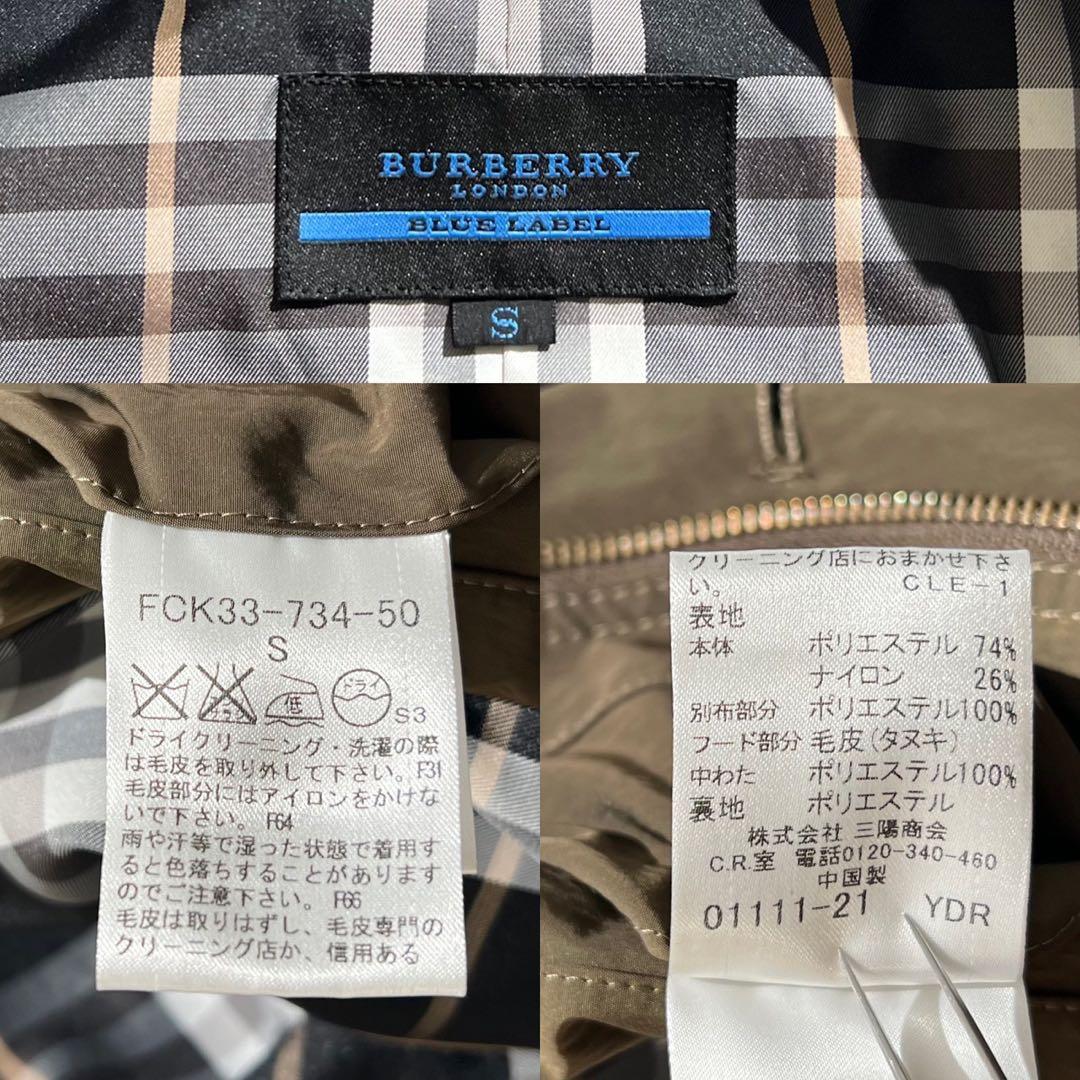 BURBERRY
LONDON
BLUE LABEL
S
FCK33-734-50
S
低
ドライ
S3
ドライクリーニング・洗濯の際
は毛皮を取り外して下さい。F31
毛皮部分にはアイロンをかけな
いで下さい。F64
雨や汗等で湿った状態で着用す
ると色落ちすることがあります
のでご注意下さい。F66
毛皮は取りはずし、毛皮専門の
クリーニング店か、信用ある
クリーニング店におまかせ下さ
い。 CLE-1
表地
本体 ポリエステル 74%
ナイロン 26%
別布部分 ポリエステル100%
フード部分 毛皮(タヌキ)
中わた ポリエステル100%
裏地 ポリエステル
株式会社 三陽商会
C.R.室 電話0120-340-460
中国製
01111-21 YDR